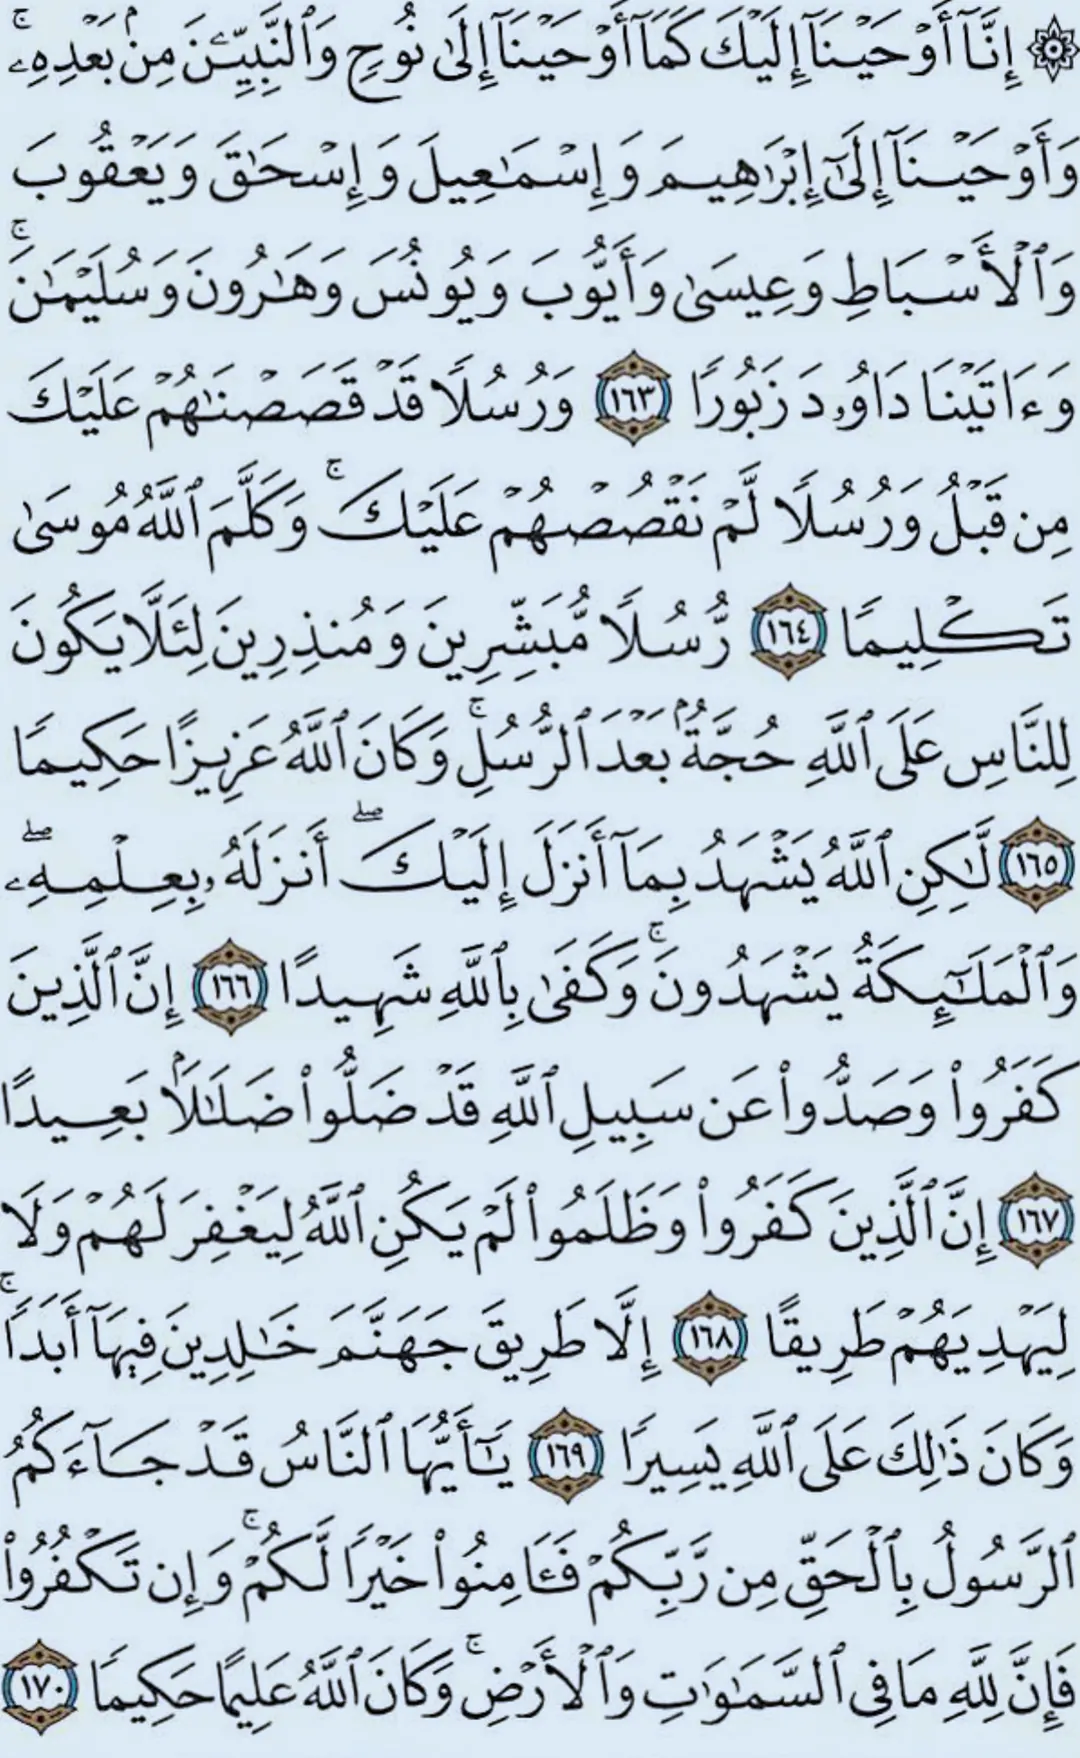 ۞ إِنَّآ أَوْحَيْنَآ إِلَيْكَ كَمَآ أَوْحَيْنَآ إِلَىٰ نُوحٍ وَٱلنَّبِيِّـۧنَ مِنۢ بَعْدِهِۦۚ
وَأَوْحَيْنَآ إِلَىٰٓ إِبْرَٰهِيمَ وَإِسْمَٰعِيلَ وَإِسْحَٰقَ وَيَعْقُوبَ
وَٱلْأَسْبَاطِ وَعِيسَىٰ وَأَيُّوبَ وَيُونُسَ وَهَٰرُونَ وَسُلَيْمَٰنَۚ
وَءَاتَيْنَا دَاوُۥدَ زَبُورًا ١٦٣ وَرُسُلًا قَدْ قَصَصْنَٰهُمْ عَلَيْكَ
مِن قَبْلُ وَرُسُلًا لَّمْ نَقْصُصْهُمْ عَلَيْكَۚ وَكَلَّمَ ٱللَّهُ مُوسَىٰ
تَكْلِيمًا ١٦٤ رُّسُلًا مُّبَشِّرِينَ وَمُنذِرِينَ لِئَلَّا يَكُونَ
لِلنَّاسِ عَلَى ٱللَّهِ حُجَّةٌۢ بَعْدَ ٱلرُّسُلِۚ وَكَانَ ٱللَّهُ عَزِيزًا حَكِيمًا
١٦٥ لَّٰكِنِ ٱللَّهُ يَشْهَدُ بِمَآ أَنزَلَ إِلَيْكَۖ أَنزَلَهُۥ بِعِلْمِهِۦۖ
وَٱلْمَلَٰٓئِكَةُ يَشْهَدُونَۚ وَكَفَىٰ بِٱللَّهِ شَهِيدًا ١٦٦ إِنَّ ٱلَّذِينَ
كَفَرُوا۟ وَصَدُّوا۟ عَن سَبِيلِ ٱللَّهِ قَدْ ضَلُّوا۟ ضَلَٰلًۢا بَعِيدًا
١٦٧ إِنَّ ٱلَّذِينَ كَفَرُوا۟ وَظَلَمُوا۟ لَمْ يَكُنِ ٱللَّهُ لِيَغْفِرَ لَهُمْ وَلَا
لِيَهْدِيَهُمْ طَرِيقًا ١٦٨ إِلَّا طَرِيقَ جَهَنَّمَ خَٰلِدِينَ فِيهَآ أَبَدًاۚ
وَكَانَ ذَٰلِكَ عَلَى ٱللَّهِ يَسِيرًا ١٦٩ يَٰٓأَيُّهَا ٱلنَّاسُ قَدْ جَآءَكُمُ
ٱلرَّسُولُ بِٱلْحَقِّ مِن رَّبِّكُمْ فَـَٔامِنُوا۟ خَيْرًا لَّكُمْۚ وَإِن تَكْفُرُوا۟
فَإِنَّ لِلَّهِ مَا فِى ٱلسَّمَٰوَٰتِ وَٱلْأَرْضِۚ وَكَانَ ٱللَّهُ عَلِيمًا حَكِيمًا ١٧٠